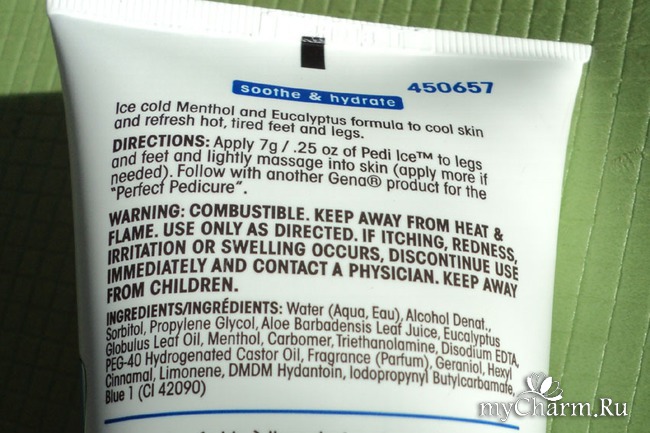 soothe & hydrate 450657
Ice cold Menthol and Eucalyptus formula to cool skin
and refresh hot, tired feet and legs.
DIRECTIONS: Apply 7g / .25 oz of Pedi Ice™ to legs
and feet and lightly massage into skin (apply more if
needed). Follow with another Gena® product for the
"Perfect Pedicure".
WARNING: COMBUSTIBLE. KEEP AWAY FROM HEAT &
FLAME. USE ONLY AS DIRECTED. IF ITCHING, REDNESS,
IRRITATION OR SWELLING OCCURS, DISCONTINUE USE
IMMEDIATELY AND CONTACT A PHYSICIAN. KEEP AWAY
FROM CHILDREN.
INGREDIENTS/INGRÉDIENTS: Water (Aqua, Eau), Alcohol Denat.,
Sorbitol, Propylene Glycol, Aloe Barbadensis Leaf Juice, Eucalyptus
Globulus Leaf Oil, Menthol, Carbomer, Triethanolamine, Disodium EDTA,
PEG-40 Hydrogenated Castor Oil, Fragrance (Parfum), Geraniol, Hexyl
Cinnamal, Limonene, DMDM Hydantoin, Iodopropynyl Butylcarbamate,
Blue 1 (CI 42090)
myCharm.Ru